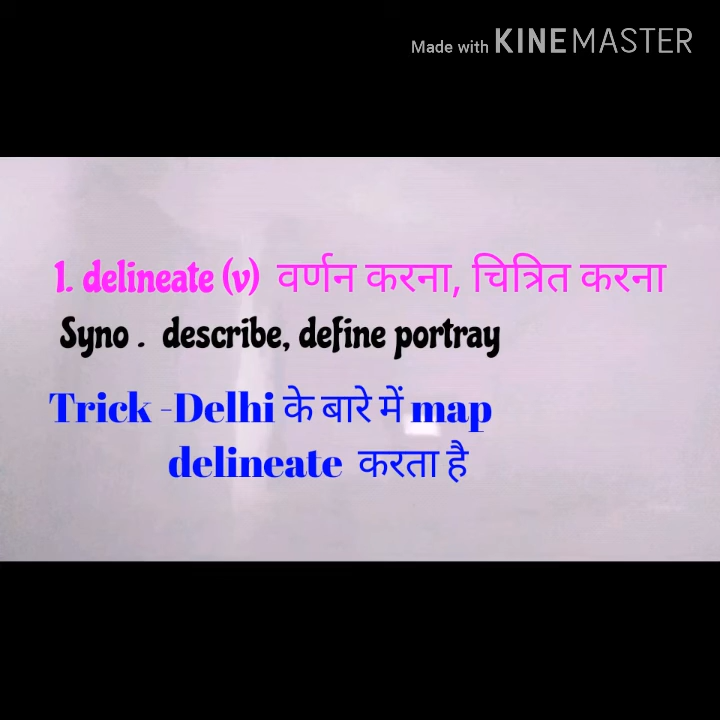 Made with KINEMASTER
1. delineate (v) वर्णन करना, चित्रित करना
Syno . describe, define portray
Trick -Delhi के बारे में map
delineate करता है